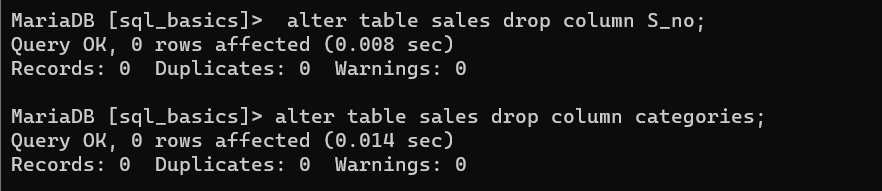 MariaDB [sql_basics]>  alter table sales drop column S_no;
Query OK, 0 rows affected (0.008 sec)
Records: 0  Duplicates: 0  Warnings: 0

MariaDB [sql_basics]> alter table sales drop column categories;
Query OK, 0 rows affected (0.014 sec)
Records: 0  Duplicates: 0  Warnings: 0